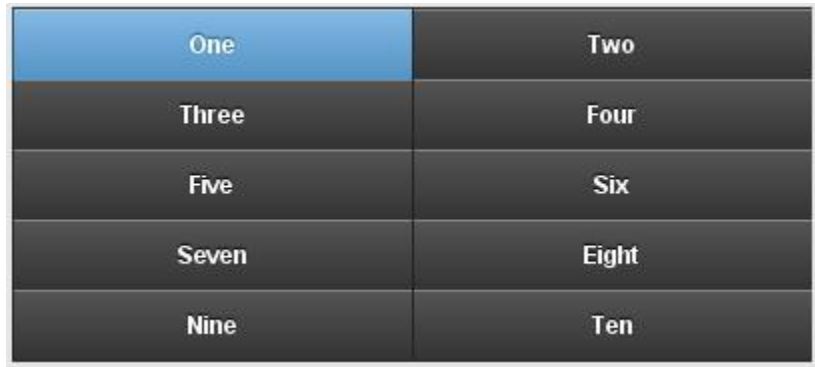 One Two
Three Four
Five Six
Seven Eight
Nine Ten